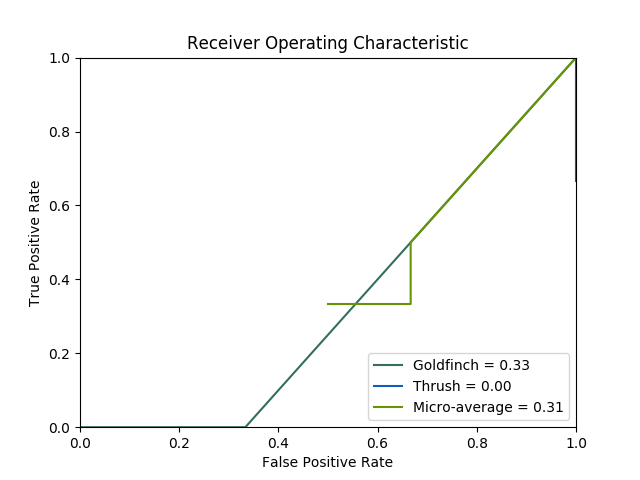 Receiver Operating Characteristic
True Positive Rate
1.0
0.8
0.6
0.4
0.2
0.0
Goldfinch = 0.33
Thrush = 0.00
Micro-average = 0.31
0.0 0.2 0.4 0.6 0.8 1.0
False Positive Rate